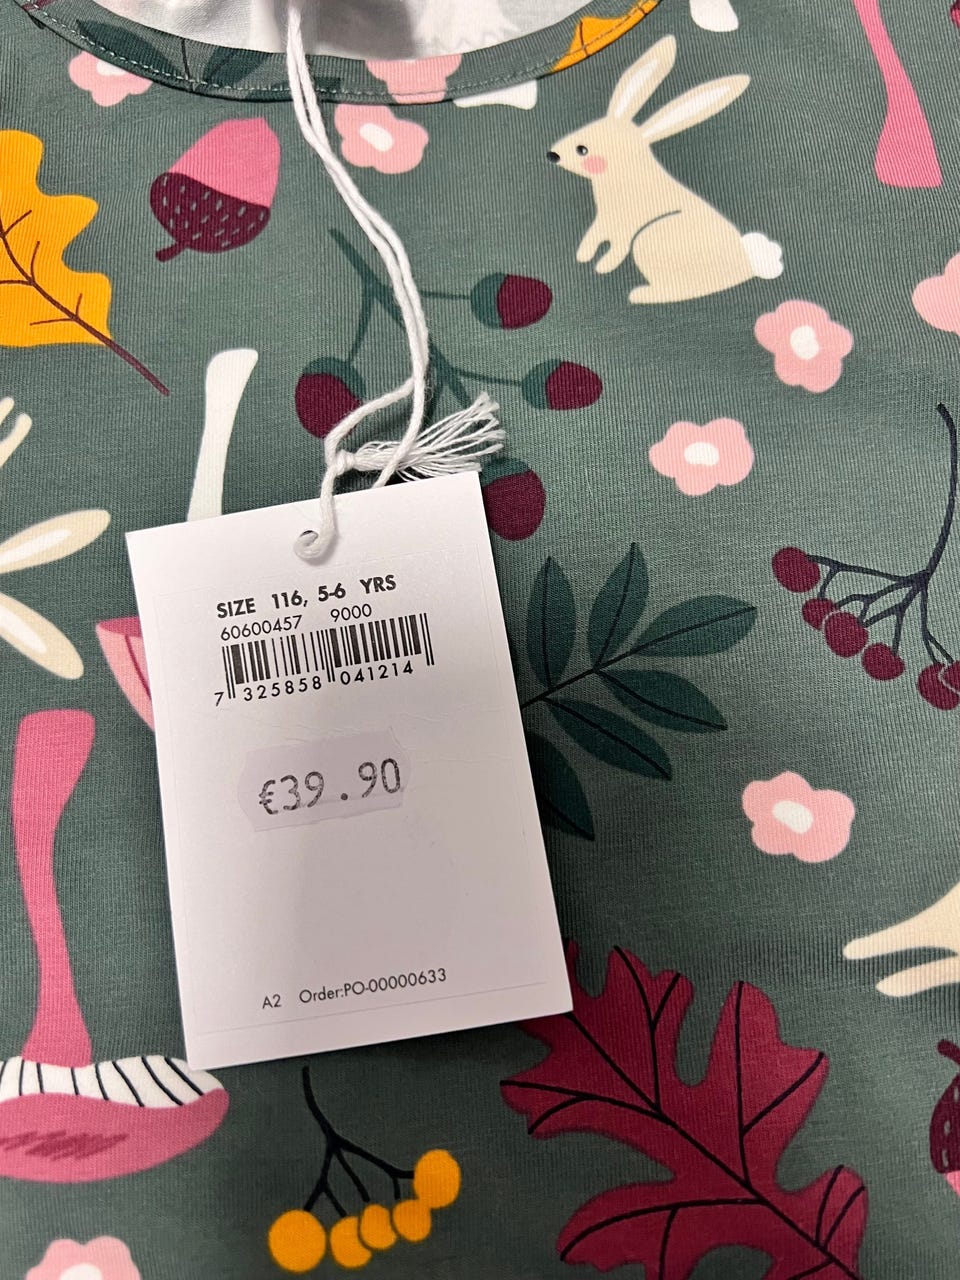 SIZE 116, 5-6 YRS
60600457 9000
7 325858 041214
€39.90
A2 Order:PO-00000633